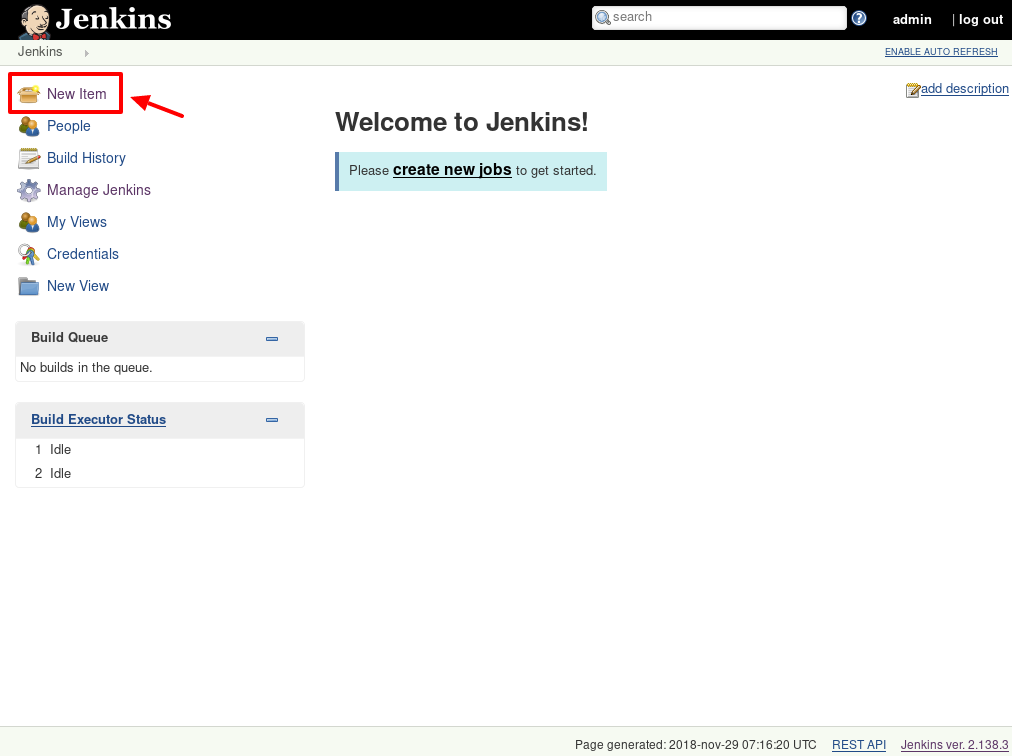 Jenkins
search
admin
| log out
Jenkins
ENABLE AUTO REFRESH
New Item
People
Build History
Manage Jenkins
My Views
Credentials
New View
Build Queue
No builds in the queue.
Build Executor Status
1 Idle
2 Idle
add description
Welcome to Jenkins!
Please create new jobs to get started.
Page generated: 2018-nov-29 07:16:20 UTC
REST API
Jenkins ver. 2.138.3